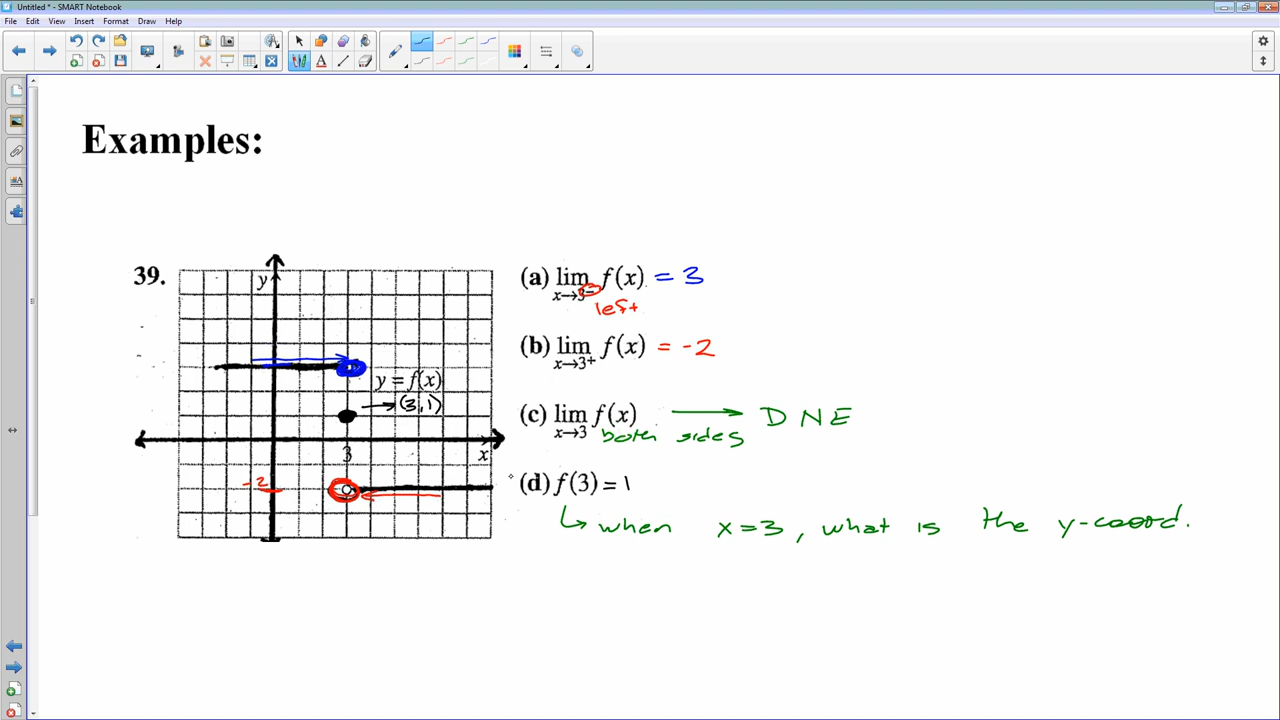 Untitled * - SMART Notebook
File Edit View Insert Format Draw Help
Examples:
39.
y
y = f(x)
(3,1)
3
x
-2
(a) lim f(x) = 3
x→3−
left
(b) lim f(x) = -2
x→3+
(c) lim f(x) → D N E
x→3 both sides
(d) f(3) = 1
when x=3, what is the y-coord.